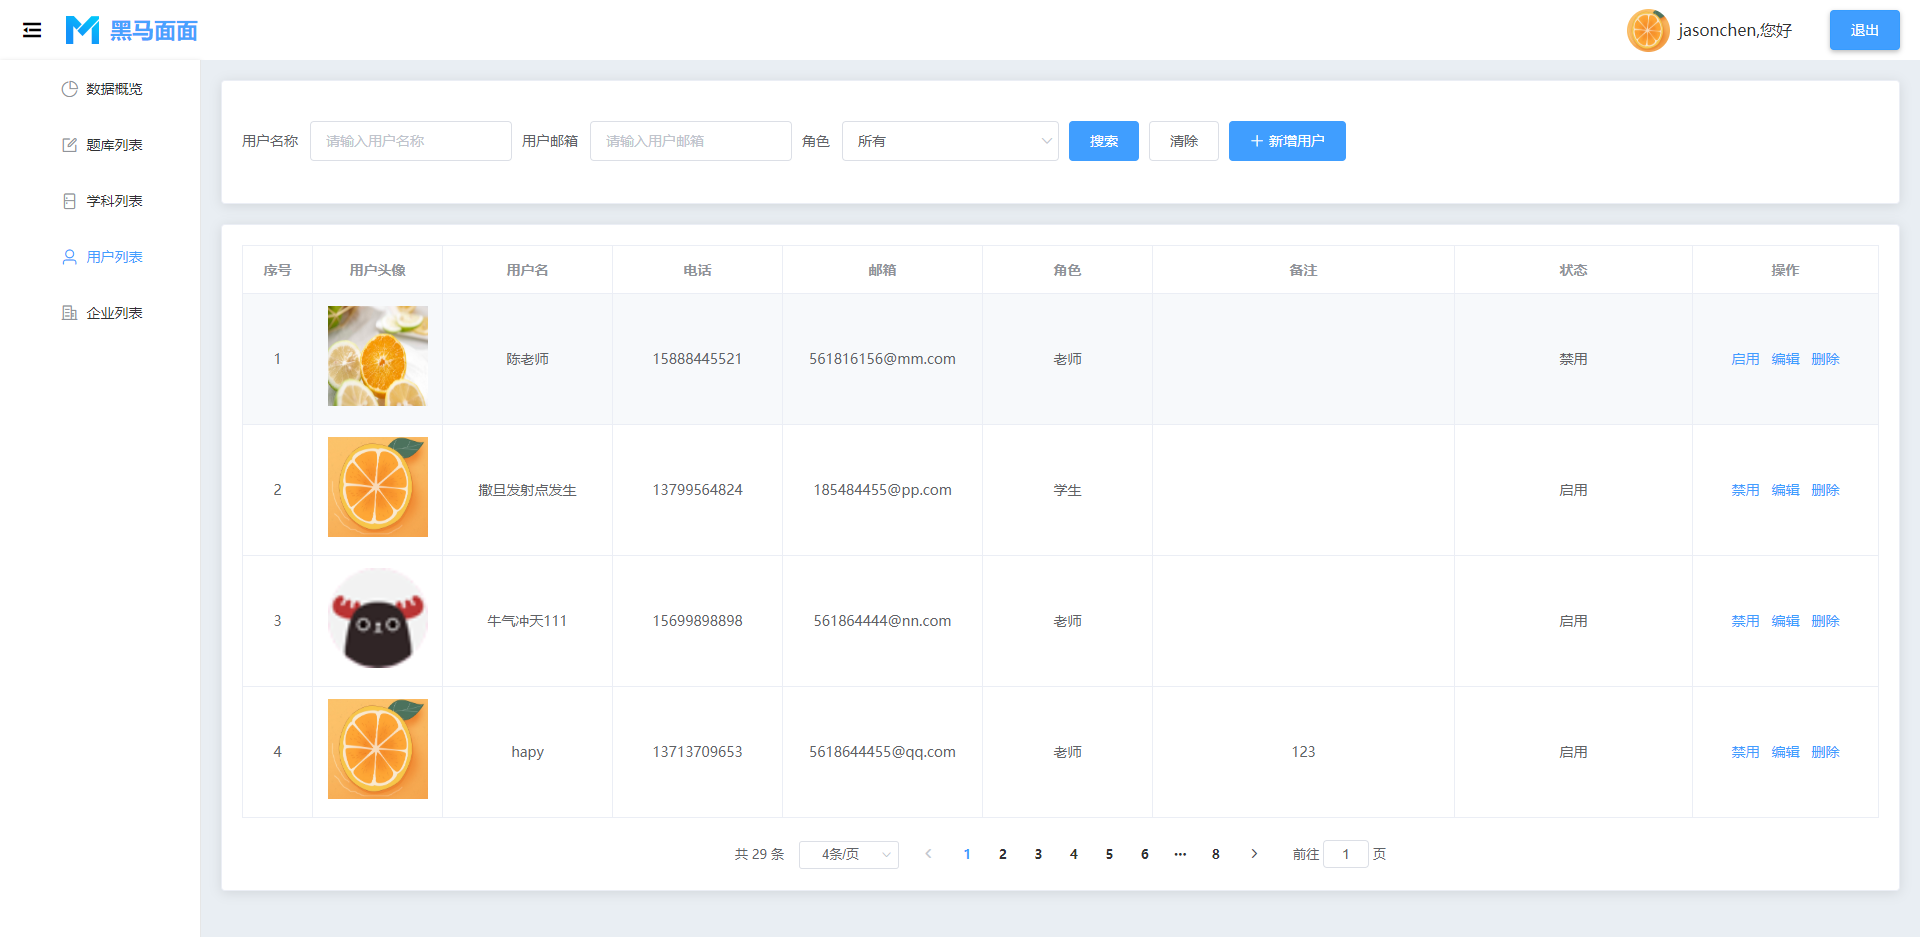 黑马面面
jasonchen,您好
退出
数据概览
题库列表
学科列表
用户列表
企业列表
用户名称 请输入用户名称 用户邮箱 请输入用户邮箱 角色 所有 搜索 清除 新增用户
序号 用户头像 用户名 电话 邮箱 角色 备注 状态 操作
1 陈老师 15888445521 561816156@mm.com 老师 禁用 启用 编辑 删除
2 撒旦发射点发生 13799564824 185484455@pp.com 学生 启用 禁用 编辑 删除
3 牛气冲天111 15699898898 561864444@nn.com 老师 启用 禁用 编辑 删除
4 hapy 13713709653 5618644455@qq.com 老师 123 启用 禁用 编辑 删除
共 29 条 4条/页 1 2 3 4 5 6 ··· 8 前往 1 页